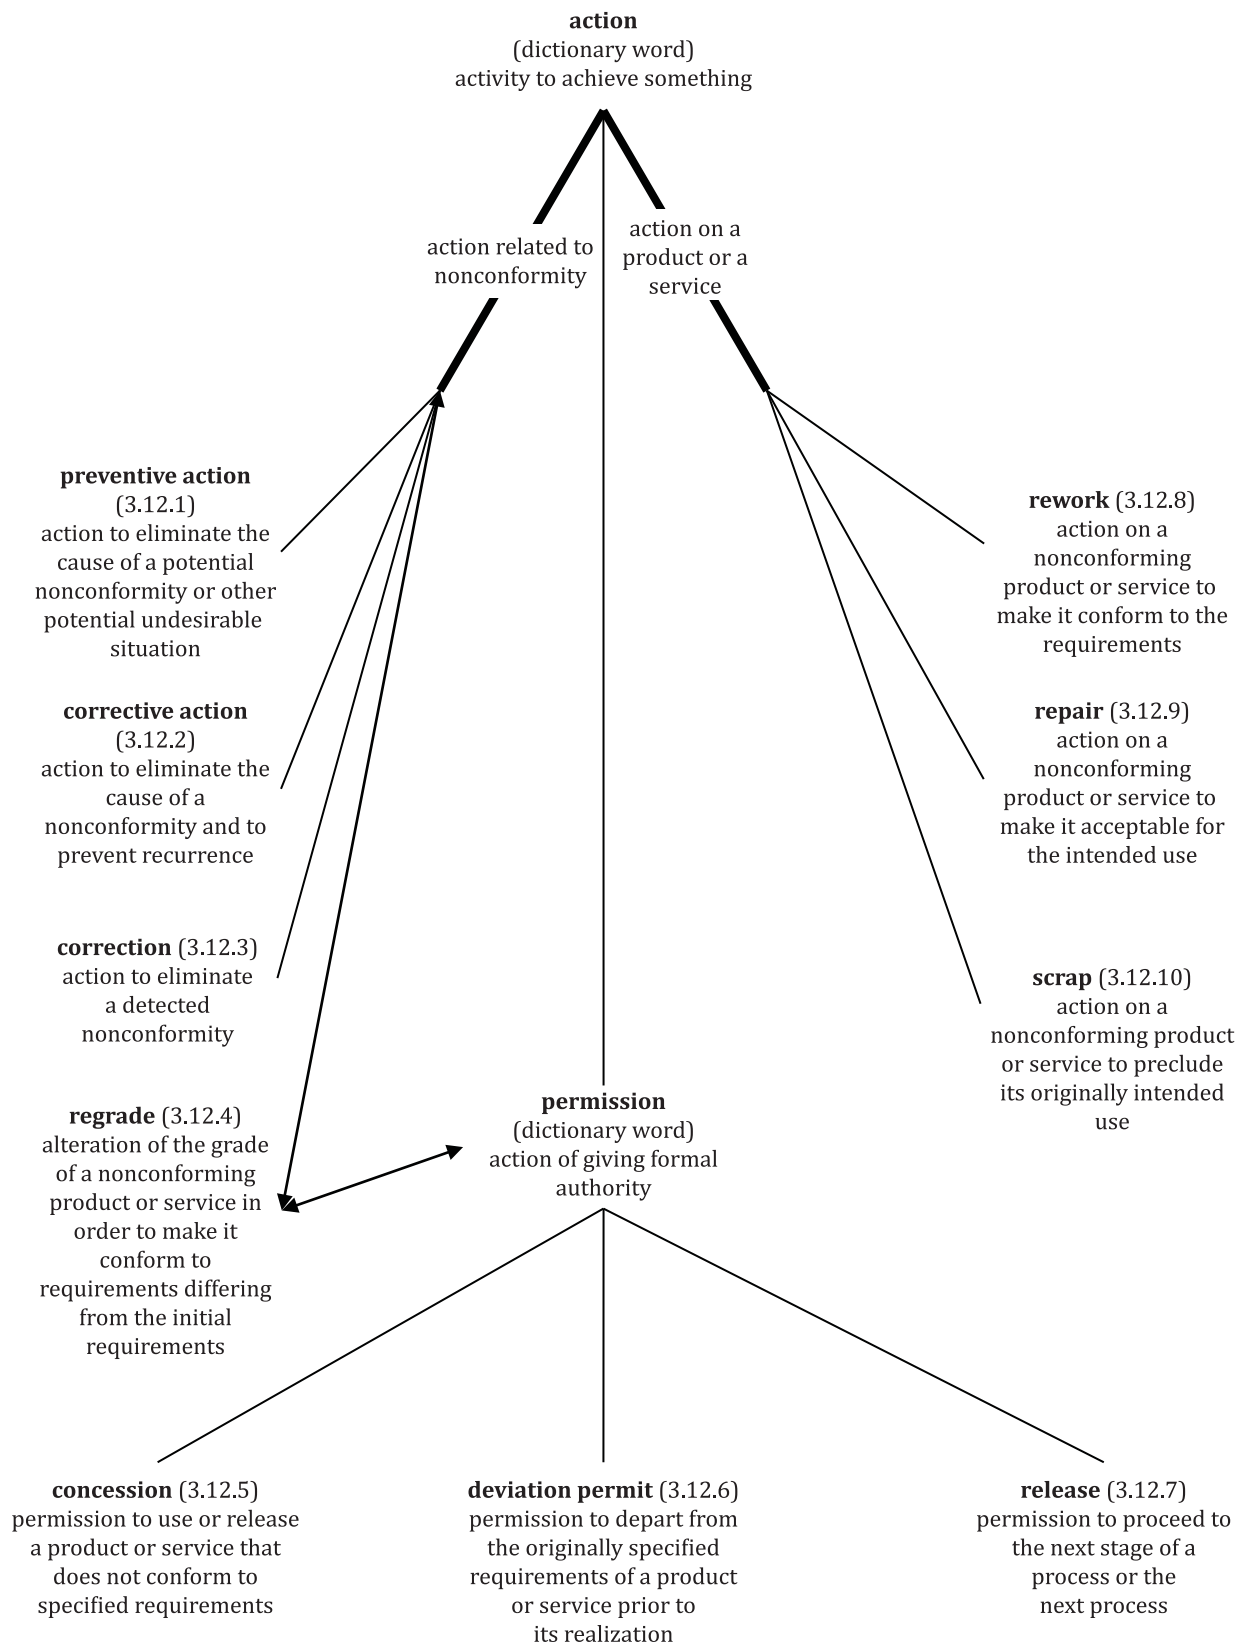 action
(dictionary word)
activity to achieve something
action related to
nonconformity
action on a
product or a
service
preventive action
(3.12.1)
action to eliminate the
cause of a potential
nonconformity or other
potential undesirable
situation
corrective action
(3.12.2)
action to eliminate the
cause of a
nonconformity and to
prevent recurrence
correction (3.12.3)
action to eliminate
a detected
nonconformity
regrade (3.12.4)
alteration of the grade
of a nonconforming
product or service in
order to make it
conform to
requirements differing
from the initial
requirements
rework (3.12.8)
action on a
nonconforming
product or service to
make it conform to the
requirements
repair (3.12.9)
action on a
nonconforming
product or service to
make it acceptable for
the intended use
scrap (3.12.10)
action on a
nonconforming product
or service to preclude
its originally intended
use
permission
(dictionary word)
action of giving formal
authority
concession (3.12.5)
permission to use or release
a product or service that
does not conform to
specified requirements
deviation permit (3.12.6)
permission to depart from
the originally specified
requirements of a product
or service prior to
its realization
release (3.12.7)
permission to proceed to
the next stage of a
process or the
next process